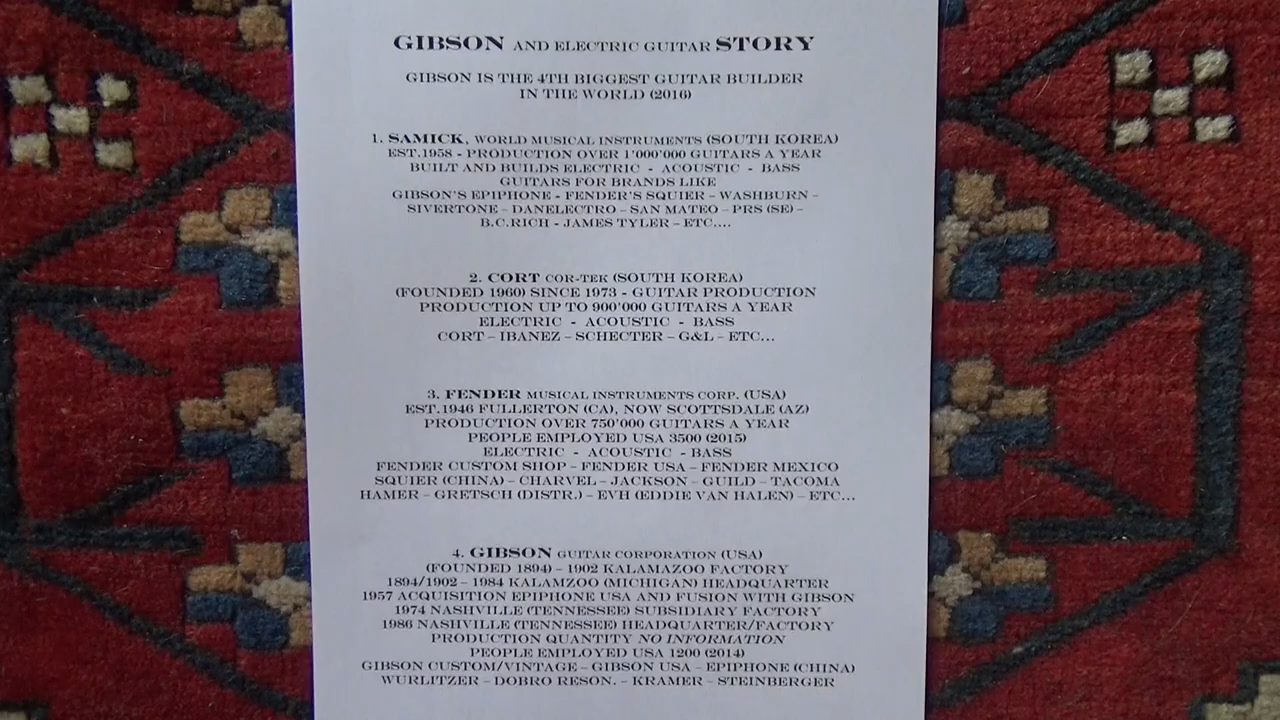 GIBSON AND ELECTRIC GUITAR STORY
GIBSON IS THE 4TH BIGGEST GUITAR BUILDER
IN THE WORLD (2016)
1. SAMICK, WORLD MUSICAL INSTRUMENTS (SOUTH KOREA)
EST.1958 - PRODUCTION OVER 1'000'000 GUITARS A YEAR
BUILT AND BUILDS ELECTRIC - ACOUSTIC - BASS
GUITARS FOR BRANDS LIKE
GIBSON'S EPIPHONE - FENDER'S SQUIER – WASHBURN –
SIVERTONE – DANELECTRO – SAN MATEO – PRS (SE) –
B.C.RICH - JAMES TYLER – ETC....
2. CORT COR-TEK (SOUTH KOREA)
(FOUNDED 1960) SINCE 1973 - GUITAR PRODUCTION
PRODUCTION UP TO 900'000 GUITARS A YEAR
ELECTRIC - ACOUSTIC - BASS
CORT – IBANEZ – SCHECTER – G&L – ETC...
3. FENDER MUSICAL INSTRUMENTS CORP. (USA)
EST.1946 FULLERTON (CA), NOW SCOTTSDALE (AZ)
PRODUCTION OVER 750'000 GUITARS A YEAR
PEOPLE EMPLOYED USA 3500 (2015)
ELECTRIC - ACOUSTIC - BASS
FENDER CUSTOM SHOP – FENDER USA – FENDER MEXICO
SQUIER (CHINA) – CHARVEL – JACKSON – GUILD – TACOMA
HAMER – GRETSCH (DISTR.) – EVH (EDDIE VAN HALEN) – ETC...
4. GIBSON GUITAR CORPORATION (USA)
(FOUNDED 1894) – 1902 KALAMAZOO FACTORY
1894/1902 – 1984 KALAMZOO (MICHIGAN) HEADQUARTER
1957 ACQUISITION EPIPHONE USA AND FUSION WITH GIBSON
1974 NASHVILLE (TENNESSEE) SUBSIDIARY FACTORY
1986 NASHVILLE (TENNESSEE) HEADQUARTER/FACTORY
PRODUCTION QUANTITY NO INFORMATION
PEOPLE EMPLOYED USA 1200 (2014)
GIBSON CUSTOM/VINTAGE – GIBSON USA – EPIPHONE (CHINA)
WURLITZER – DOBRO RESON. – KRAMER – STEINBERGER